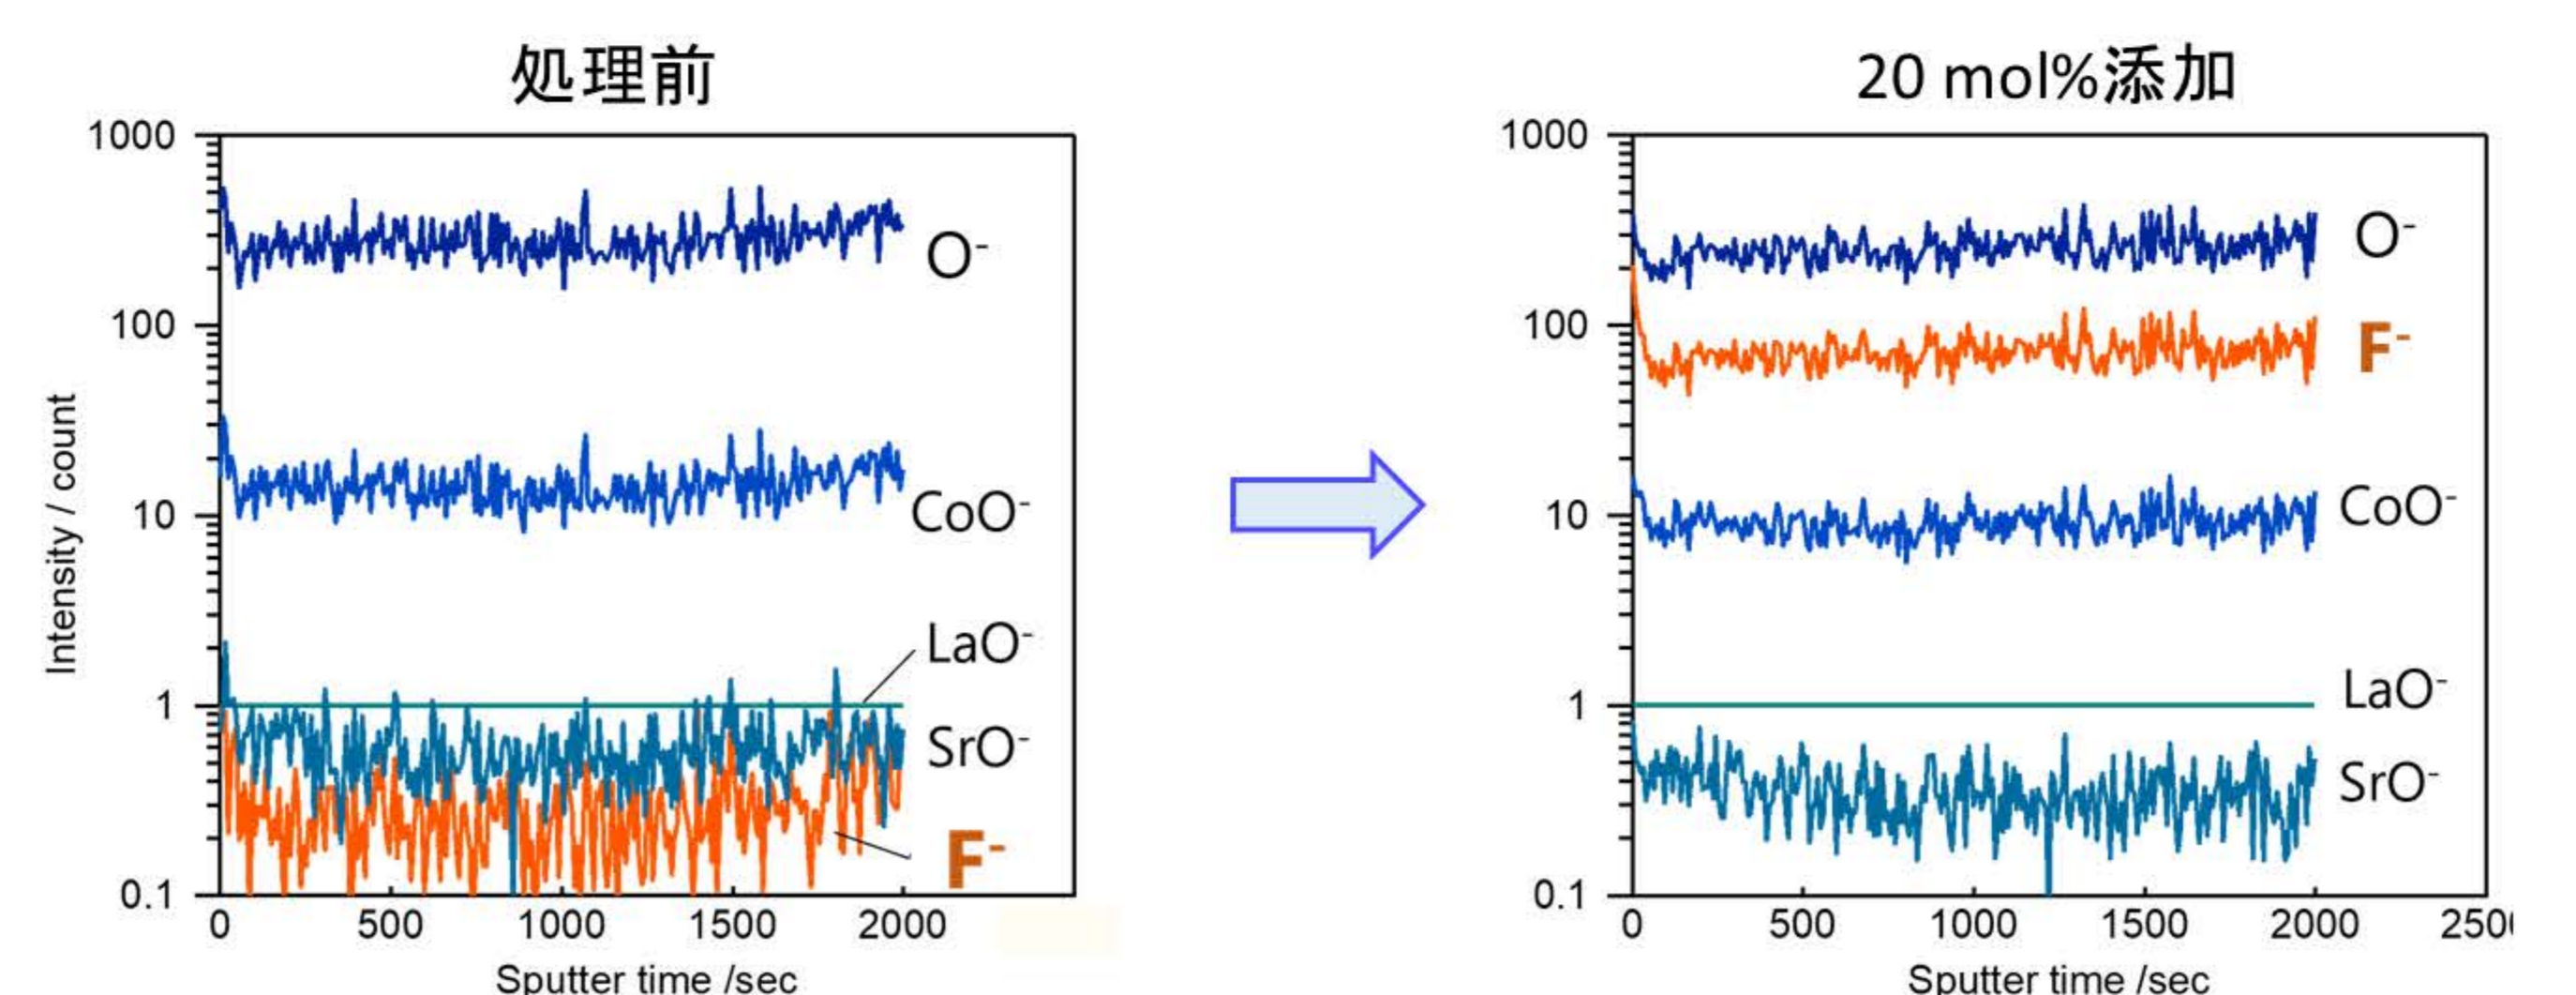 処理前
1000
100
10
1
0.1
Intensity / count
O⁻
CoO⁻
LaO⁻
SrO⁻
F⁻
0 500 1000 1500 2000
Sputter time /sec
20 mol%添加
1000
100
10
1
0.1
O⁻
F⁻
CoO⁻
LaO⁻
SrO⁻
0 500 1000 1500 2000 250
Sputter time /sec